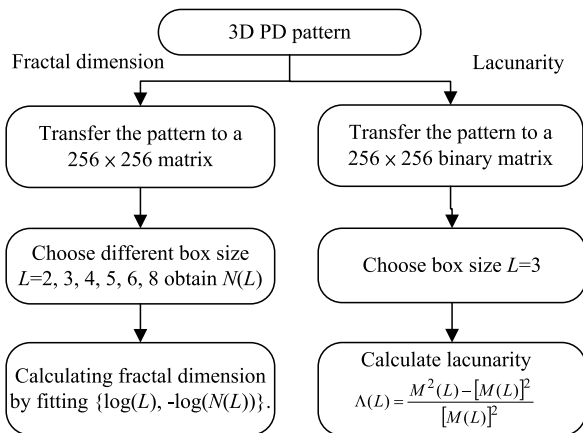 3D PD pattern
Fractal dimension
Lacunarity
Transfer the pattern to a
256 × 256 matrix
Transfer the pattern to a
256 × 256 binary matrix
Choose different box size
L=2, 3, 4, 5, 6, 8 obtain N(L)
Choose box size L=3
Calculating fractal dimension
by fitting {log(L), -log(N(L))}.
Calculate lacunarity
Λ(L) = \frac{M^2(L) - [M(L)]^2}{[M(L)]^2}